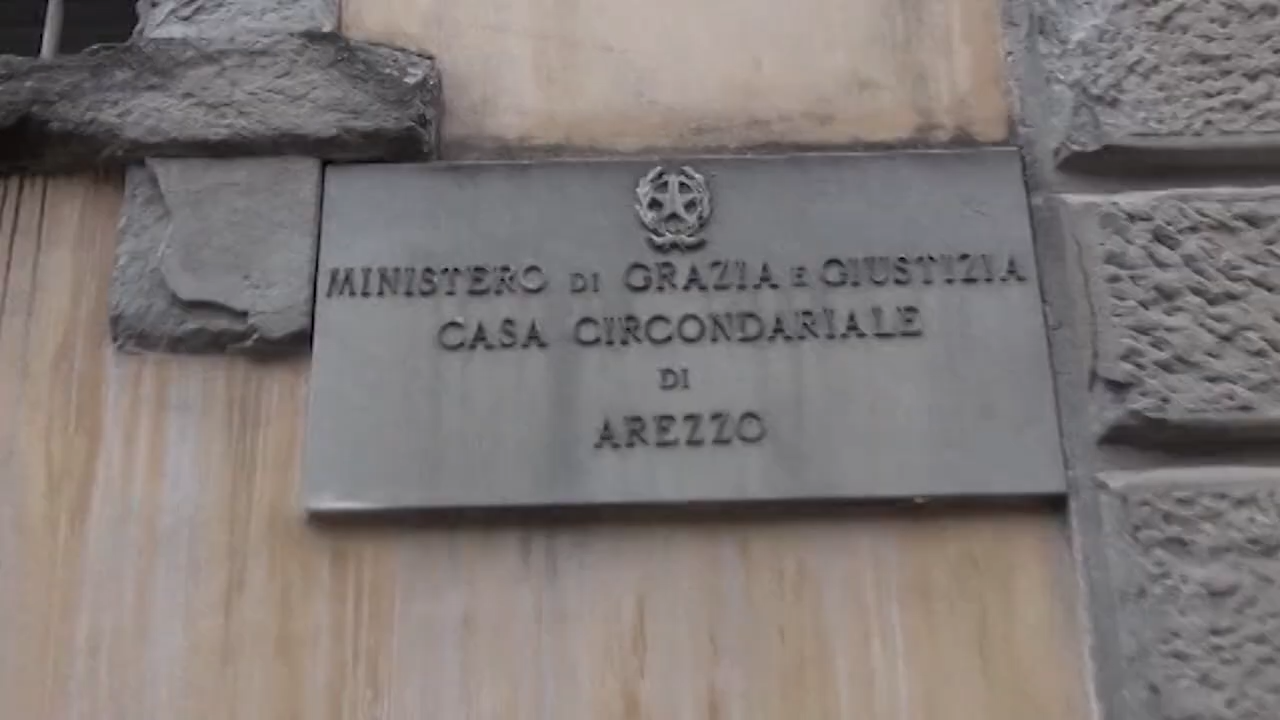 MINISTERO DI GRAZIA E GIUSTIZIA
CASA CIRCONDARIALE
DI
AREZZO